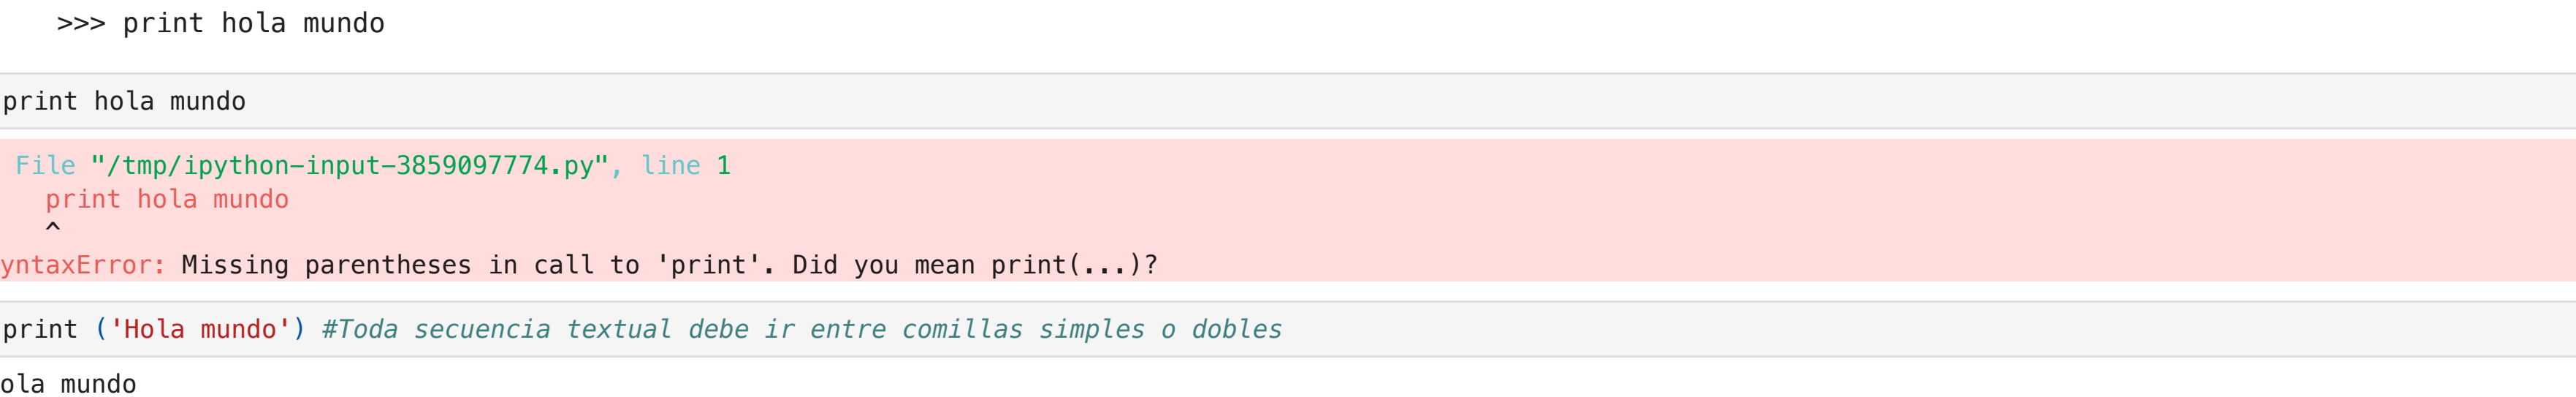 >>> print hola mundo
print hola mundo
File "/tmp/ipython-input-3859097774.py", line 1
print hola mundo
^
yntaxError: Missing parentheses in call to 'print'. Did you mean print(...)?
print ('Hola mundo') #Toda secuencia textual debe ir entre comillas simples o dobles
ola mundo